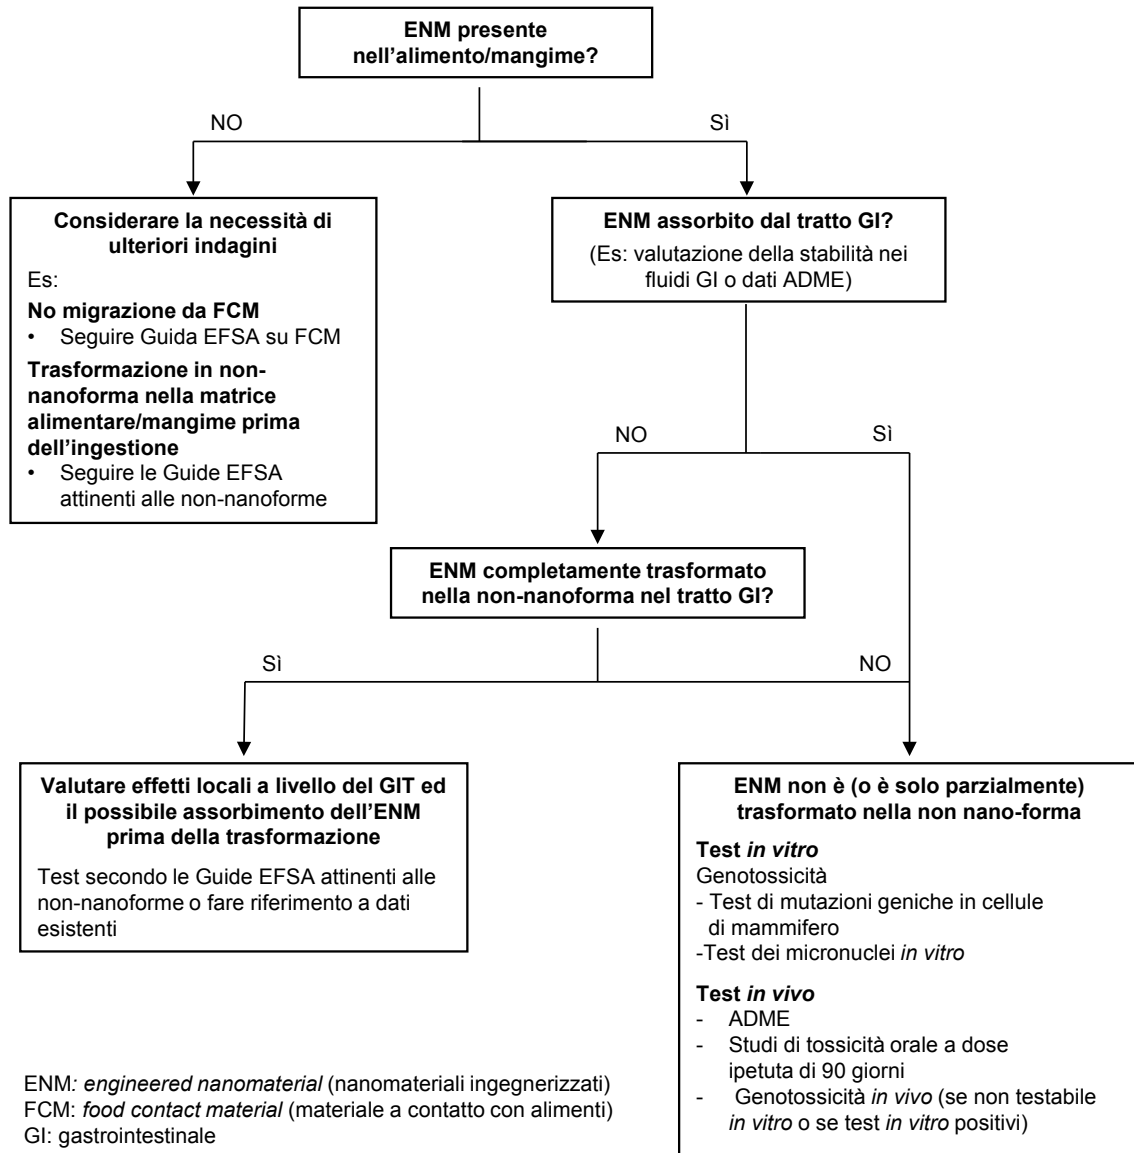 ENM presente
nell'alimento/mangime?
NO
Sì
Considerare la necessità di
ulteriori indagini
Es:
No migrazione da FCM
• Seguire Guida EFSA su FCM
Trasformazione in non-
nanoforma nella matrice
alimentare/mangime prima
dell'ingestione
• Seguire le Guide EFSA
attinenti alle non-nanoforme
ENM assorbito dal tratto GI?
(Es: valutazione della stabilità nei
fluidi GI o dati ADME)
NO
Sì
ENM completamente trasformato
nella non-nanoforma nel tratto GI?
Sì
NO
Valutare effetti locali a livello del GIT ed
il possibile assorbimento dell'ENM
prima della trasformazione
Test secondo le Guide EFSA attinenti alle
non-nanoforme o fare riferimento a dati
esistenti
ENM non è (o è solo parzialmente)
trasformato nella non nano-forma
Test in vitro
Genotossicità
- Test di mutazioni geniche in cellule
di mammifero
-Test dei micronuclei in vitro
Test in vivo
- ADME
- Studi di tossicità orale a dose
ipetuta di 90 giorni
- Genotossicità in vivo (se non testabile
in vitro o se test in vitro positivi)
ENM: engineered nanomaterial (nanomateriali ingegnerizzati)
FCM: food contact material (materiale a contatto con alimenti)
GI: gastrointestinale